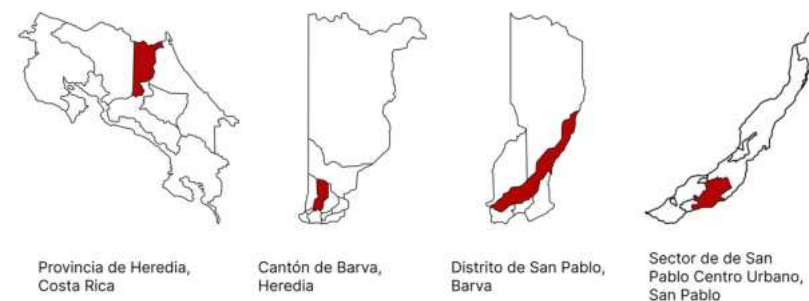 Provincia de Heredia,
Costa Rica
Cantón de Barva,
Heredia
Distrito de San Pablo,
Barva
Sector de de San
Pablo Centro Urbano,
San Pablo